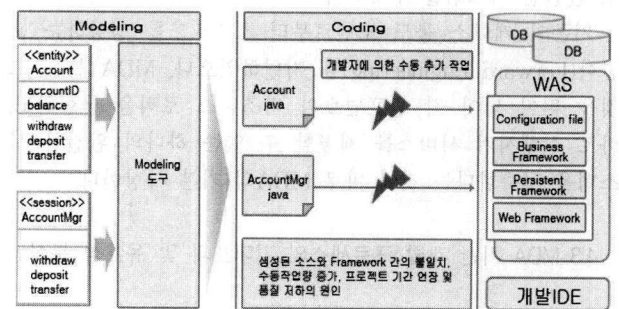 Modeling
<<entity>>
Account
accountID
balance
withdraw
deposit
transfer
<<session>>
AccountMgr
withdraw
deposit
transfer
Modeling
도구
Coding
개발자에 의한 수동 추가 작업
Account
java
AccountMgr
java
생성된 소스와 Framework 간의 불일치,
수동작업량 증가, 프로젝트 기간 연장 및
품질 저하의 원인
DB
DB
WAS
Configuration file
Business
Framework
Persistent
Framework
Web Framework
개발IDE